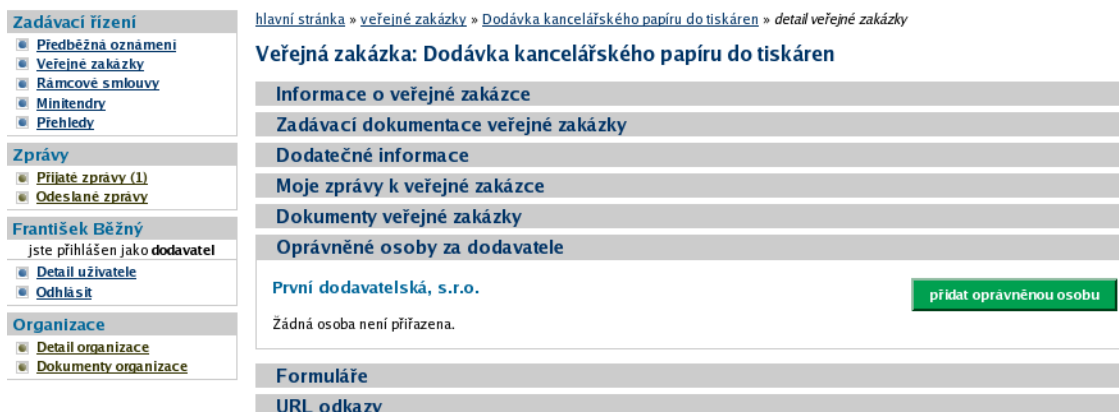 Zadávací řízení
Předběžná oznámení
Veřejné zakázky
Rámcové smlouvy
Minitendry
Přehledy
Zprávy
Přijaté zprávy (1)
Odeslané zprávy
František Běžný
jste přihlášen jako dodavatel
Detail uživatele
Odhlásit
Organizace
Detail organizace
Dokumenty organizace
hlavní stránka » veřejné zakázky » Dodávka kancelářského papíru do tiskáren » detail veřejné zakázky
Veřejná zakázka: Dodávka kancelářského papíru do tiskáren
Informace o veřejné zakázce
Zadávací dokumentace veřejné zakázky
Dodatečné informace
Moje zprávy k veřejné zakázce
Dokumenty veřejné zakázky
Oprávněné osoby za dodavatele
První dodavatelská, s.r.o.
přidat oprávněnou osobu
Žádná osoba není přiřazena.
Formuláře
URL odkazy